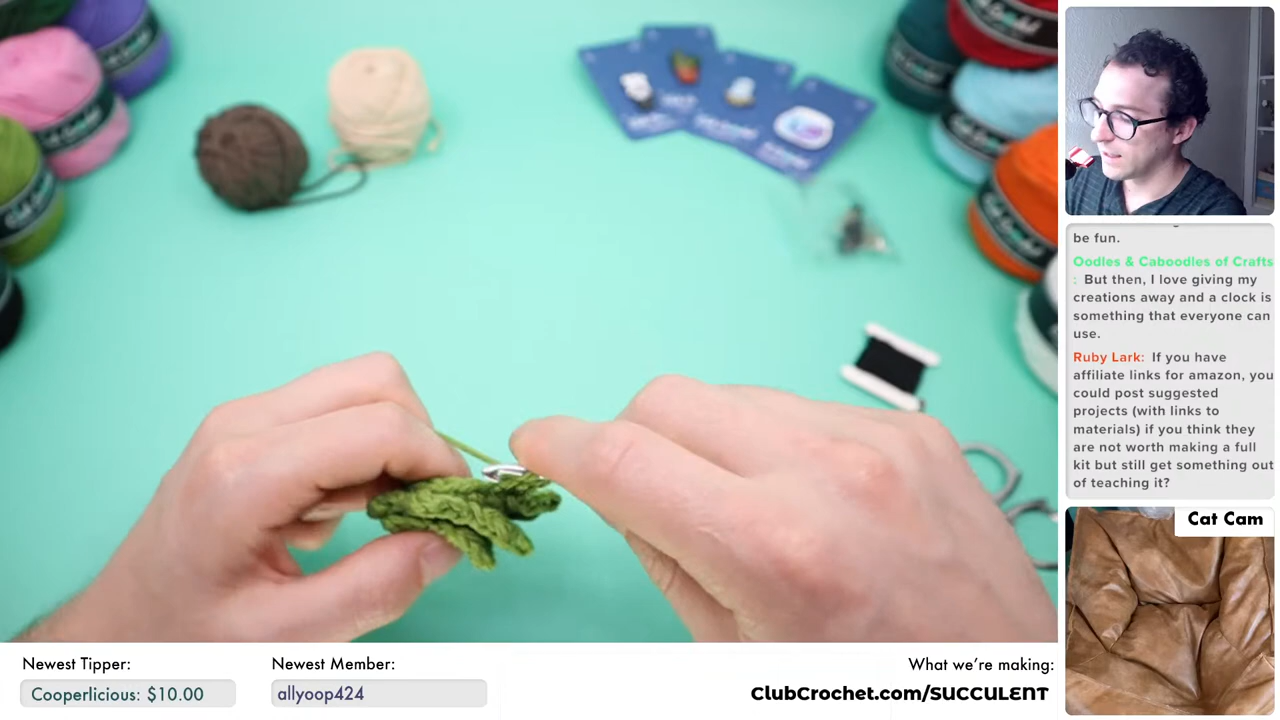 be fun.
Oodles & Caboodles of Crafts
: But then, I love giving my
creations away and a clock is
something that everyone can
use.
Ruby Lark: If you have
affiliate links for amazon, you
could post suggested
projects (with links to
materials) if you think they
are not worth making a full
kit but still get something out
of teaching it?
Cat Cam
Newest Tipper:
Cooperlicious: $10.00
Newest Member:
allyoop424
What we're making:
ClubCrochet.com/SUCCULENT